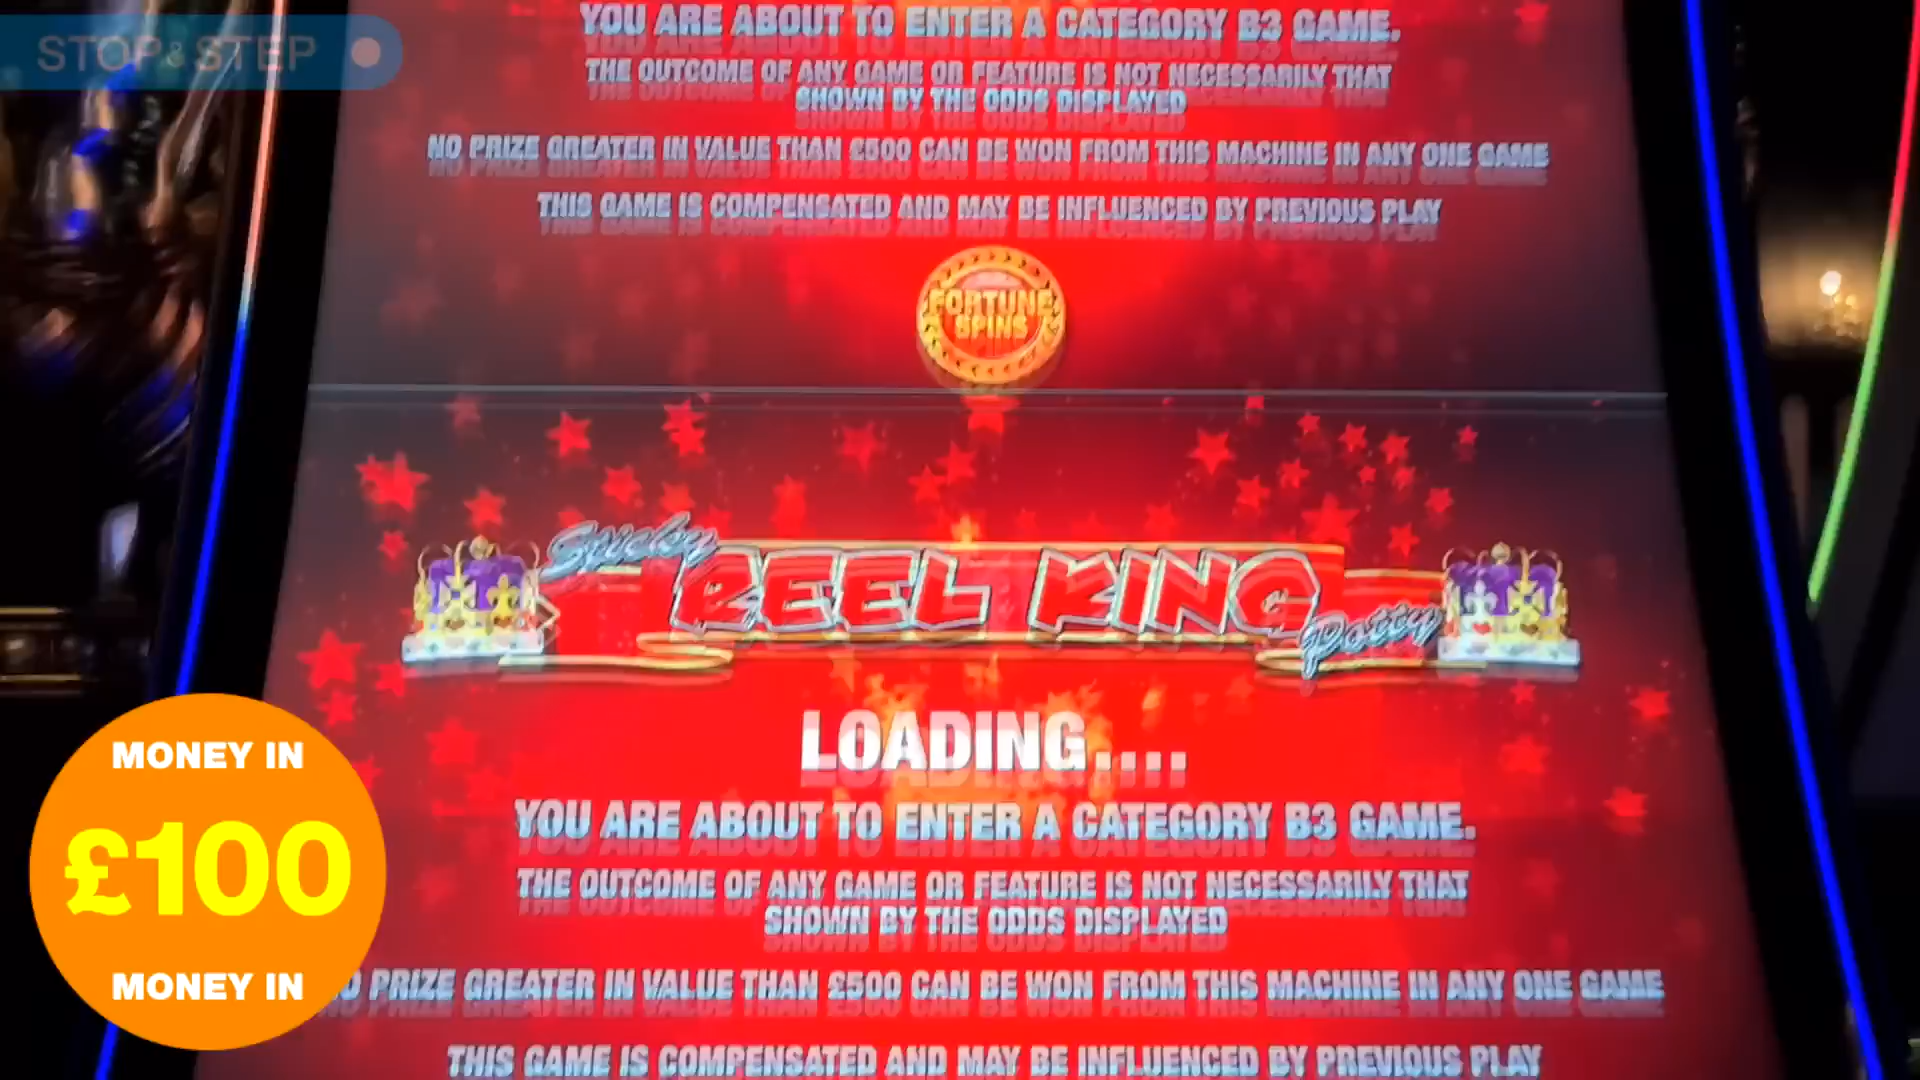 STOP & STEP
YOU ARE ABOUT TO ENTER A CATEGORY B3 GAME.
THE OUTCOME OF ANY GAME OR FEATURE IS NOT NECESSARILY THAT
SHOWN BY THE ODDS DISPLAYED
NO PRIZE GREATER IN VALUE THAN £500 CAN BE WON FROM THIS MACHINE IN ANY ONE GAME
THIS GAME IS COMPENSATED AND MAY BE INFLUENCED BY PREVIOUS PLAY
FORTUNE
SPINS
Sticky
REEL KING
Potty
LOADING....
YOU ARE ABOUT TO ENTER A CATEGORY B3 GAME.
THE OUTCOME OF ANY GAME OR FEATURE IS NOT NECESSARILY THAT
SHOWN BY THE ODDS DISPLAYED
NO PRIZE GREATER IN VALUE THAN £500 CAN BE WON FROM THIS MACHINE IN ANY ONE GAME
THIS GAME IS COMPENSATED AND MAY BE INFLUENCED BY PREVIOUS PLAY
MONEY IN
£100
MONEY IN